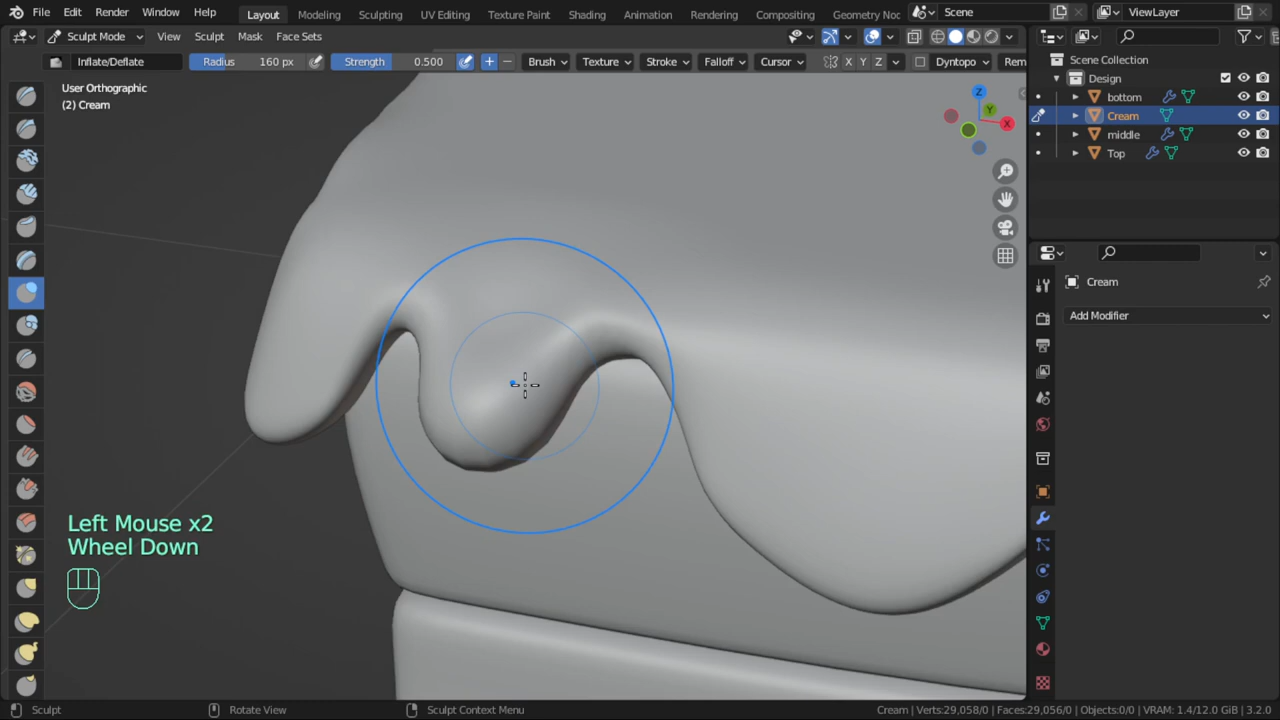 File Edit Render Window Help Layout Modeling Sculpting UV Editing Texture Paint Shading Animation Rendering Compositing Geometry Noc Scene ViewLayer
Sculpt Mode View Sculpt Mask Face Sets
Inflate/Deflate Radius 160 px Strength 0.500 Brush Texture Stroke Falloff Cursor X Y Z Dyntopo Rem
User Orthographic
(2) Cream
Z
Y
X
Left Mouse x2
Wheel Down
Scene Collection
Design
bottom
Cream
middle
Top
Cream
Add Modifier
Sculpt Rotate View Sculpt Context Menu Cream | Verts:29,058/0 | Faces:29,056/0 | Objects:0/0 | VRAM: 1.4/12.0 GiB | 3.2.0